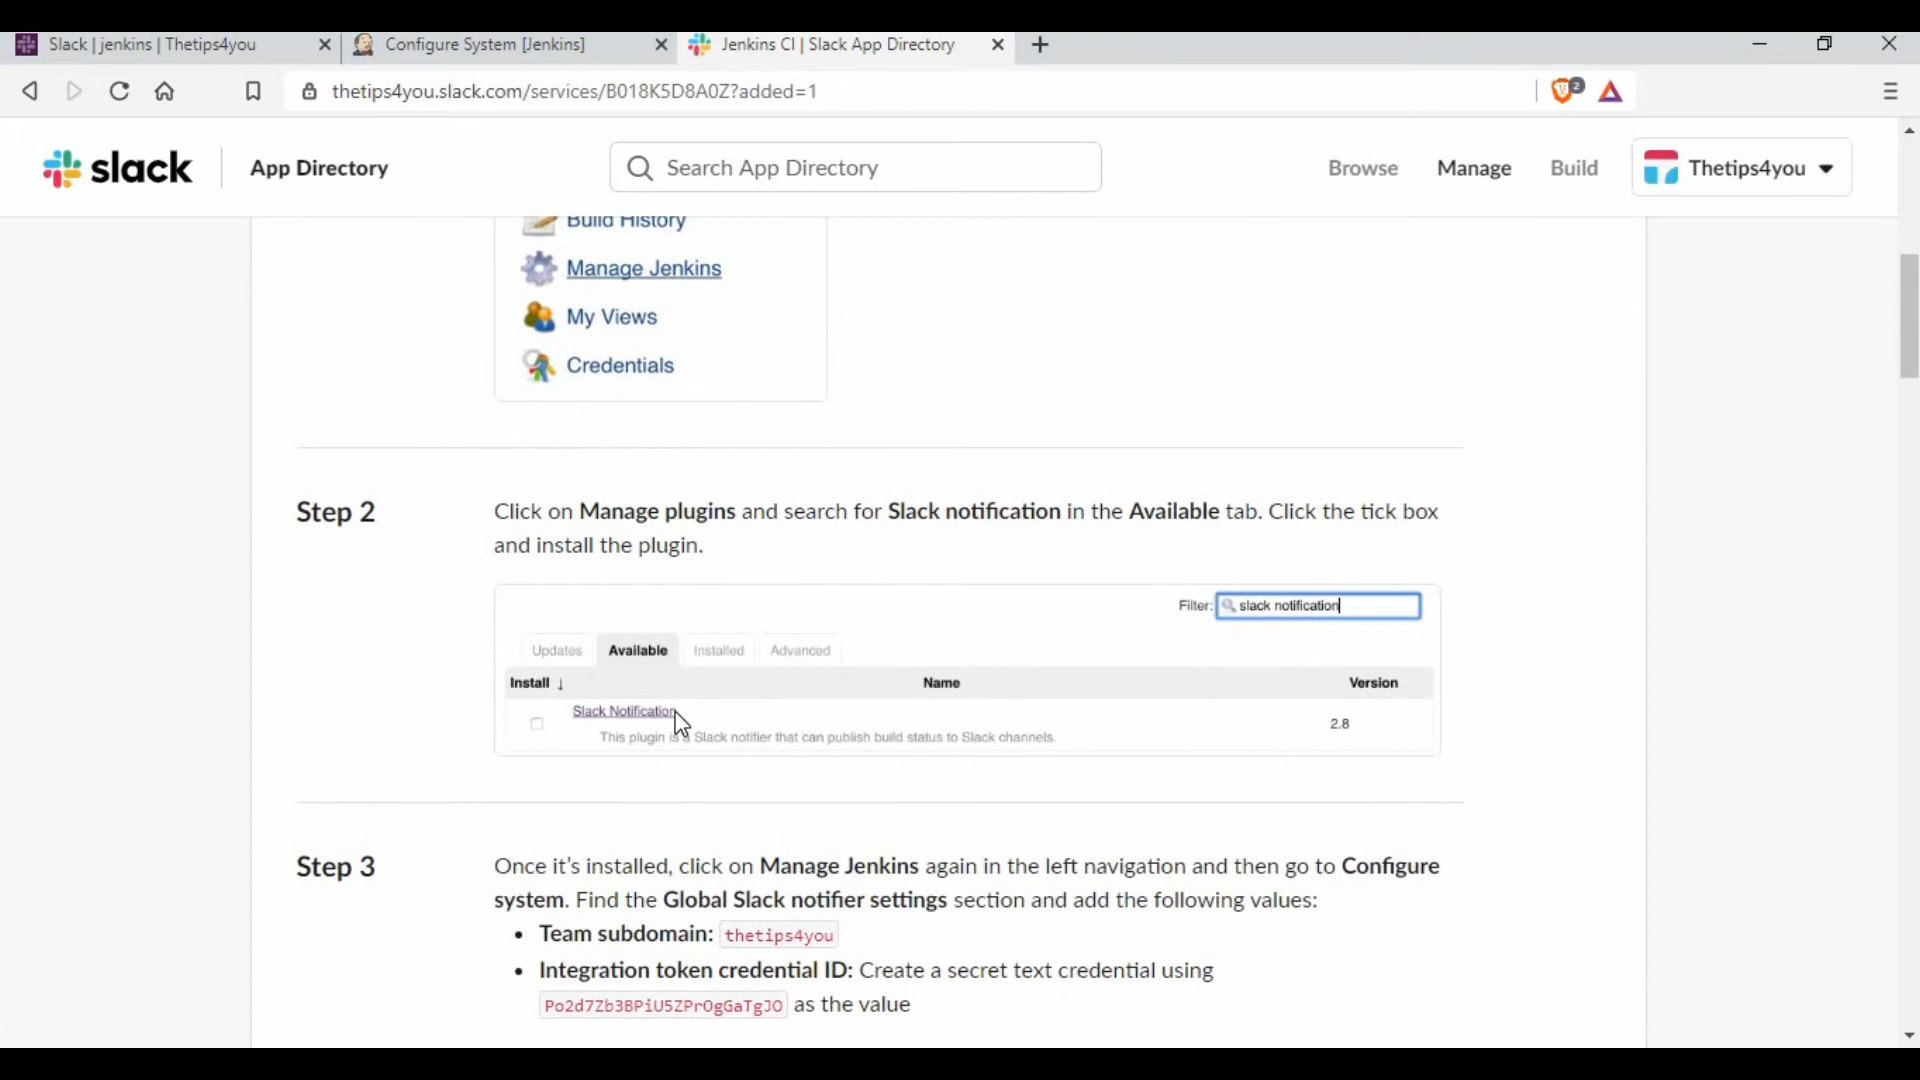 Slack | jenkins | Thetips4you
Configure System [Jenkins]
Jenkins CI | Slack App Directory
thetips4you.slack.com/services/B018K5D8A0Z?added=1
2
slack
App Directory
Search App Directory
Browse
Manage
Build
Thetips4you
Build History
Manage Jenkins
My Views
Credentials
Step 2
Click on Manage plugins and search for Slack notification in the Available tab. Click the tick box
and install the plugin.
Filter: slack notification
Updates Available Installed Advanced
Install ↓ Name Version
Slack Notification
2.8
This plugin is a Slack notifier that can publish build status to Slack channels.
Step 3
Once it’s installed, click on Manage Jenkins again in the left navigation and then go to Configure
system. Find the Global Slack notifier settings section and add the following values:
• Team subdomain: thetips4you
• Integration token credential ID: Create a secret text credential using
Po2d7Zb3BPiU5ZPrOgGaTgJO as the value